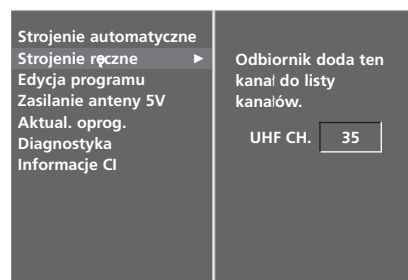 Strojenie automatyczne
Strojenie ręczne
Edycja programu
Zasilanie anteny 5V
Aktual. oprog.
Diagnostyka
Informacje CI
Odbiornik doda ten
kanał do listy
kanałów.
UHF CH. 35